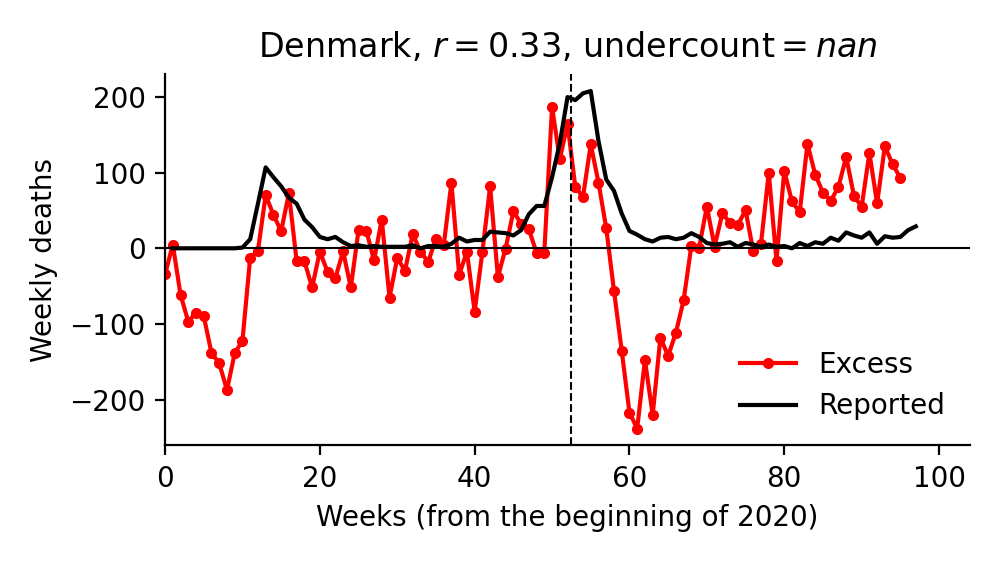 Denmark, r = 0.33, undercount = nan
Weekly deaths
200
100
0
−100
−200
Excess
Reported
0 20 40 60 80 100
Weeks (from the beginning of 2020)